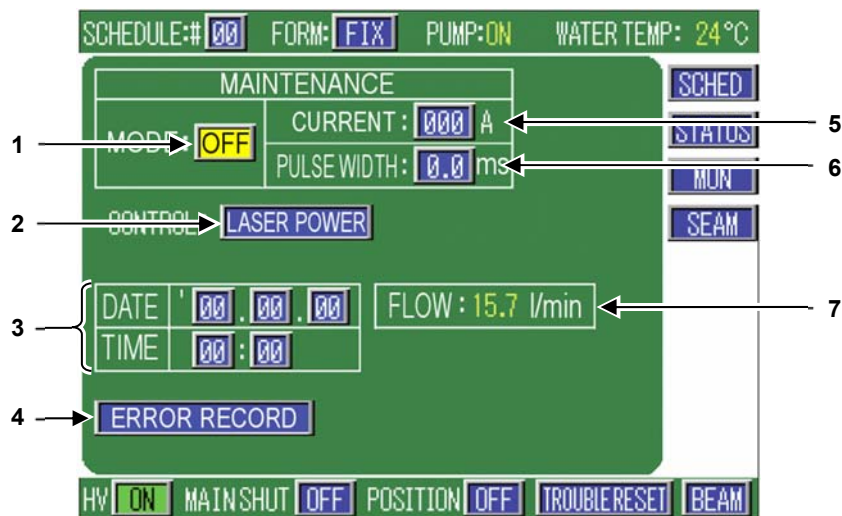 SCHEDULE:# 00 FORM: FIX PUMP:ON WATER TEMP: 24°C
MAINTENANCE
SCHED
1 MODE: OFF CURRENT: 000 A 5
STATUS
PULSE WIDTH: 0.0 ms 6
MON
2 CONTROL LASER POWER
SEAM
3 DATE '00.00.00 FLOW: 15.7 l/min 7
TIME 00:00
4 ERROR RECORD
HV ON MAIN SHUT OFF POSITION OFF TROUBLE RESET BEAM